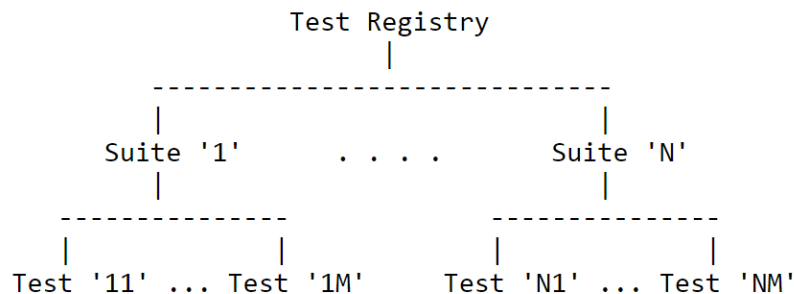 Test Registry
|
------------------------------
| |
Suite '1' . . . . Suite 'N'
| |
--------------- ---------------
| | | |
Test '11' ... Test '1M' Test 'N1' ... Test 'NM'